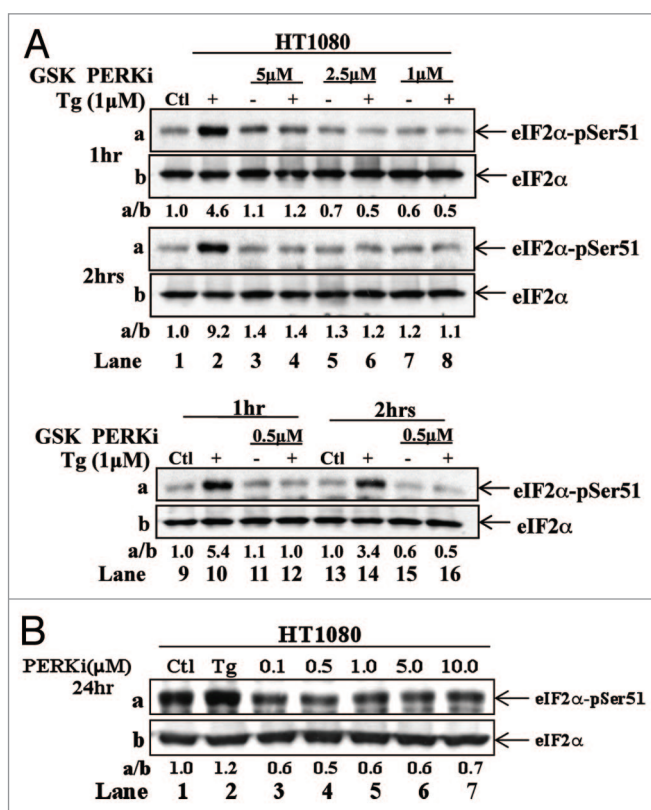 A
HT1080
GSK PERKi 5µM 2.5µM 1µM
Tg (1µM) Ctl + - + - + - +
1hr
a eIF2α-pSer51
b eIF2α
a/b 1.0 4.6 1.1 1.2 0.7 0.5 0.6 0.5
2hrs
a eIF2α-pSer51
b eIF2α
a/b 1.0 9.2 1.4 1.4 1.3 1.2 1.2 1.1
Lane 1 2 3 4 5 6 7 8
1hr 2hrs
GSK PERKi 0.5µM 0.5µM
Tg (1µM) Ctl + - + Ctl + - +
a eIF2α-pSer51
b eIF2α
a/b 1.0 5.4 1.1 1.0 1.0 3.4 0.6 0.5
Lane 9 10 11 12 13 14 15 16
B
HT1080
PERKi(µM) Ctl Tg 0.1 0.5 1.0 5.0 10.0
24hr
a eIF2α-pSer51
b eIF2α
a/b 1.0 1.2 0.6 0.5 0.6 0.6 0.7
Lane 1 2 3 4 5 6 7